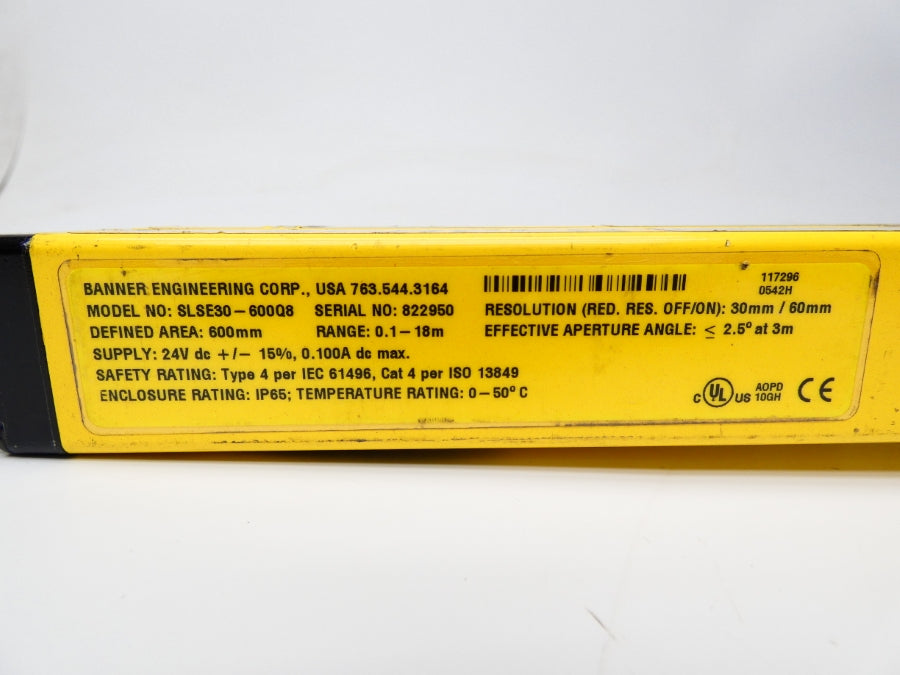 BANNER ENGINEERING CORP., USA 763.544.3164
117296
0542H
MODEL NO: SLSE30-600Q8 SERIAL NO: 822950 RESOLUTION (RED. RES. OFF/ON): 30mm / 60mm
DEFINED AREA: 600mm RANGE: 0.1-18m EFFECTIVE APERTURE ANGLE: ≤ 2.5° at 3m
SUPPLY: 24V dc +/- 15%, 0.100A dc max.
SAFETY RATING: Type 4 per IEC 61496, Cat 4 per ISO 13849
ENCLOSURE RATING: IP65; TEMPERATURE RATING: 0-50° C
C UL US AOPD
10GH CE